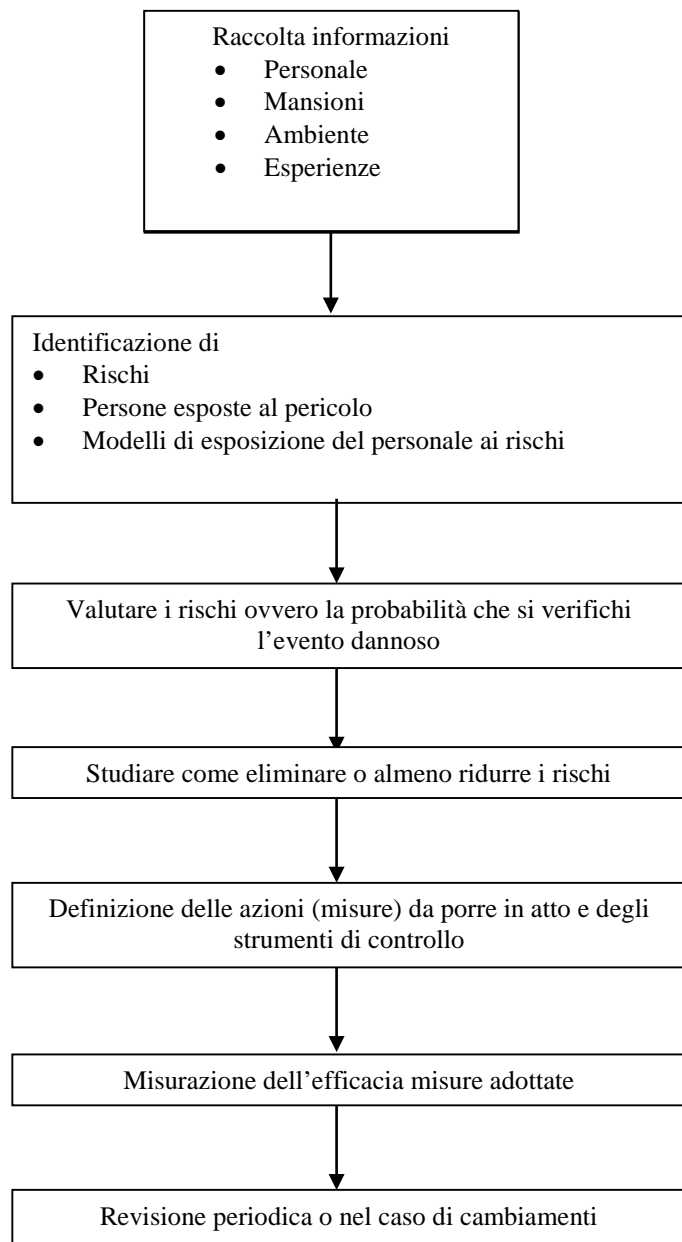 Raccolta informazioni
• Personale
• Mansioni
• Ambiente
• Esperienze
Identificazione di
• Rischi
• Persone esposte al pericolo
• Modelli di esposizione del personale ai rischi
Valutare i rischi ovvero la probabilità che si verifichi
l’evento dannoso
Studiare come eliminare o almeno ridurre i rischi
Definizione delle azioni (misure) da porre in atto e degli
strumenti di controllo
Misurazione dell’efficacia misure adottate
Revisione periodica o nel caso di cambiamenti